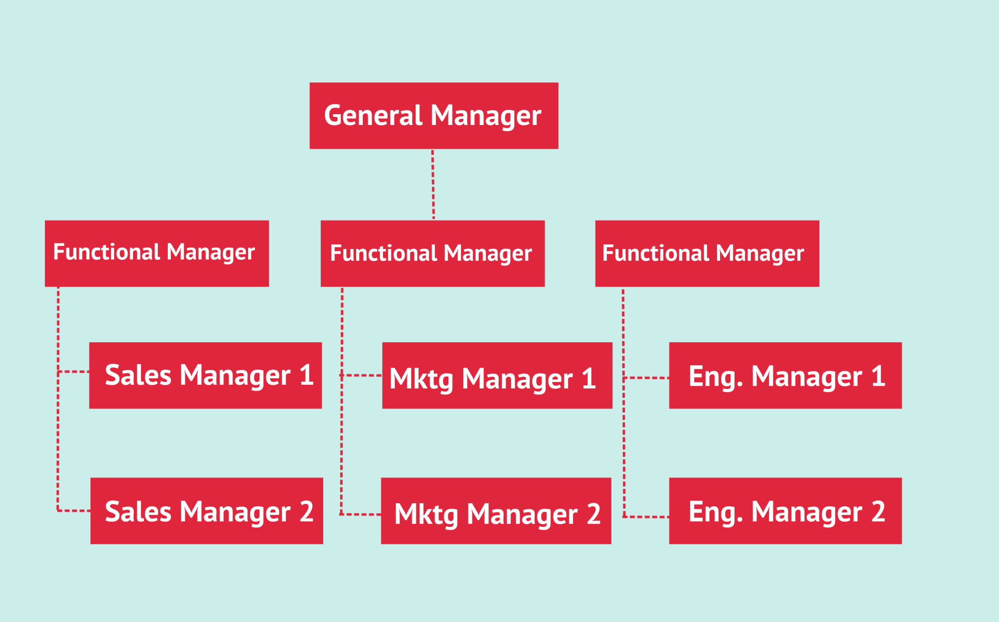 General Manager
Functional Manager
Functional Manager
Functional Manager
Sales Manager 1
Mktg Manager 1
Eng. Manager 1
Sales Manager 2
Mktg Manager 2
Eng. Manager 2